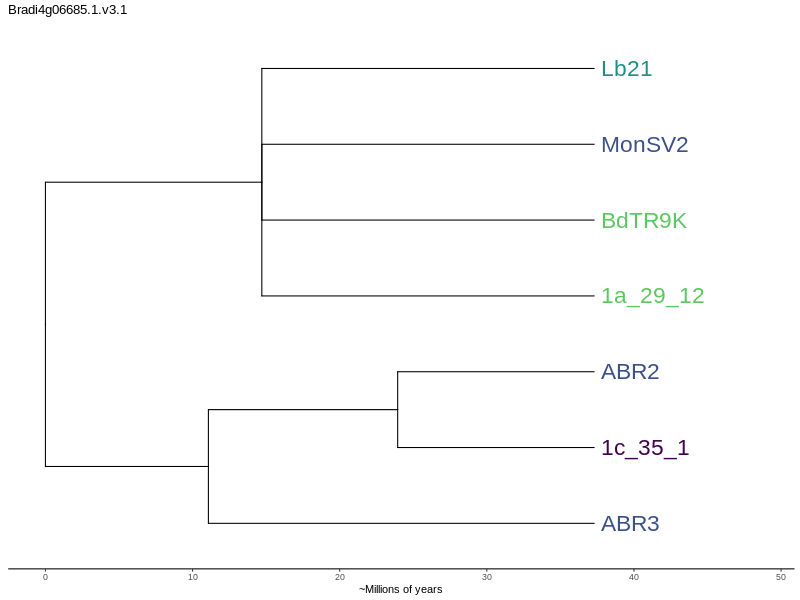 Bradi4g06685.1.v3.1
Lb21
MonSV2
BdTR9K
1a_29_12
ABR2
1c_35_1
ABR3
0 10 20 30 40 50
~Millions of years